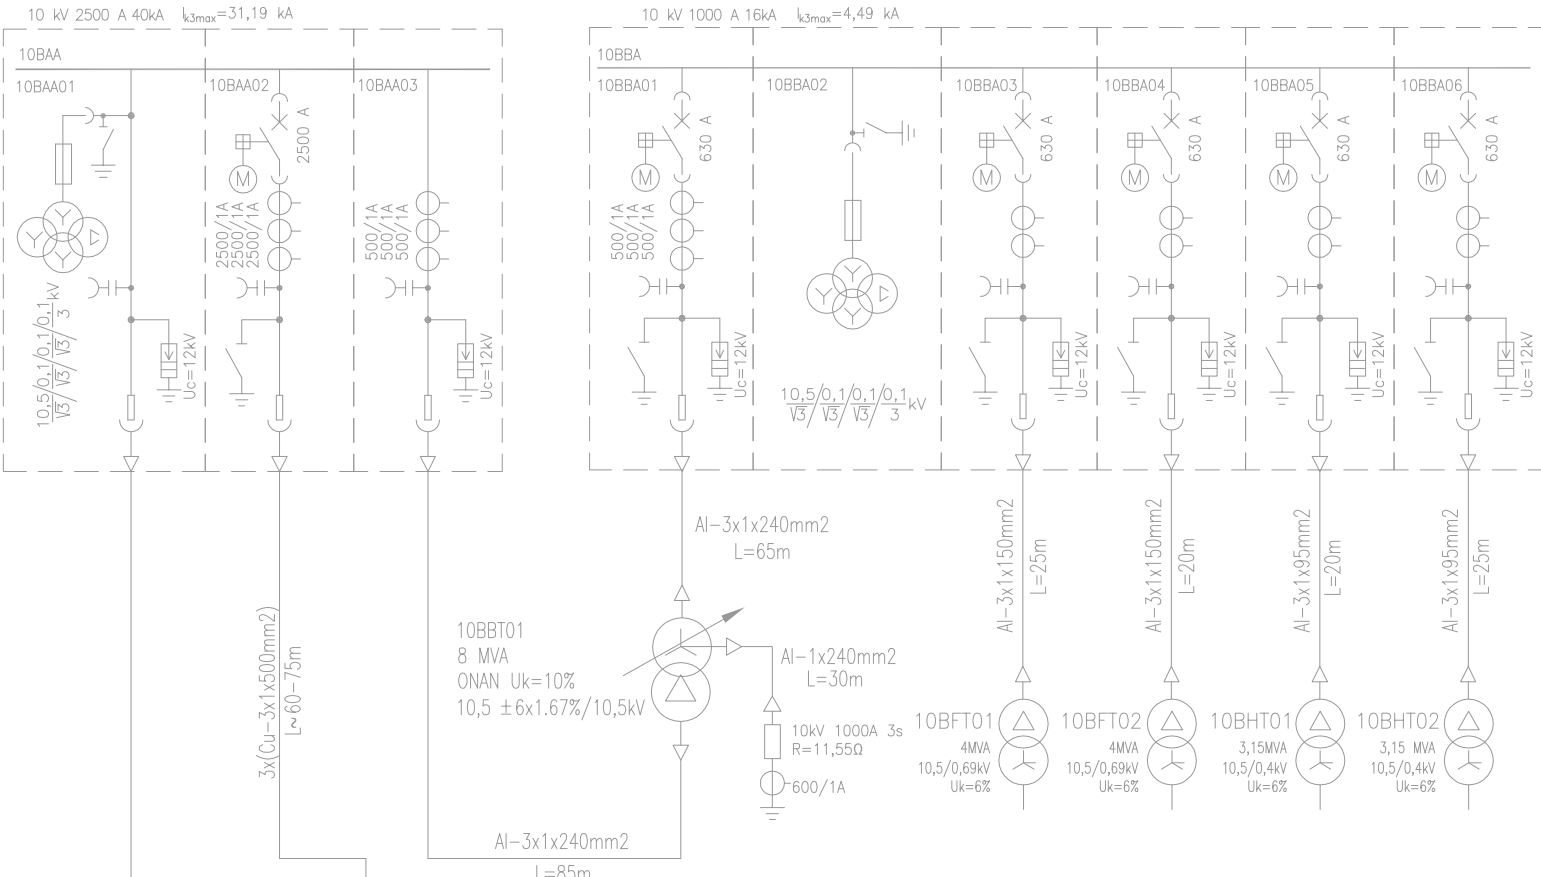 10 kV 2500 A 40kA Ik3max=31,19 kA
10 kV 1000 A 16kA Ik3max=4,49 kA
10BAA
10BBA
10BAA01
10BAA02
10BAA03
10BBA01
10BBA02
10BBA03
10BBA04
10BBA05
10BBA06
2500 A
630 A
630 A
630 A
630 A
630 A
M
M
M
M
M
M
2500/1A
2500/1A
2500/1A
500/1A
500/1A
500/1A
500/1A
500/1A
500/1A
10,5/√3/0,1/√3/0,1/√3/0,1/3 kV
Uc=12kV
Uc=12kV
Uc=12kV
10,5/√3/0,1/√3/0,1/√3/0,1/3 kV
Uc=12kV
Uc=12kV
Uc=12kV
Uc=12kV
Al-3x1x240mm2
L=65m
Al-3x1x150mm2
L=25m
Al-3x1x150mm2
L=20m
Al-3x1x95mm2
L=20m
Al-3x1x95mm2
L=25m
3x(Cu-3x1x500mm2)
L≈60-75m
10BBT01
8 MVA
ONAN Uk=10%
10,5 ±6x1.67%/10,5kV
Al-1x240mm2
L=30m
10kV 1000A 3s
R=11,55Ω
600/1A
10BFT01
4MVA
10,5/0,69kV
Uk=6%
10BFT02
4MVA
10,5/0,69kV
Uk=6%
10BHT01
3,15MVA
10,5/0,4kV
Uk=6%
10BHT02
3,15 MVA
10,5/0,4kV
Uk=6%
Al-3x1x240mm2
L=85m